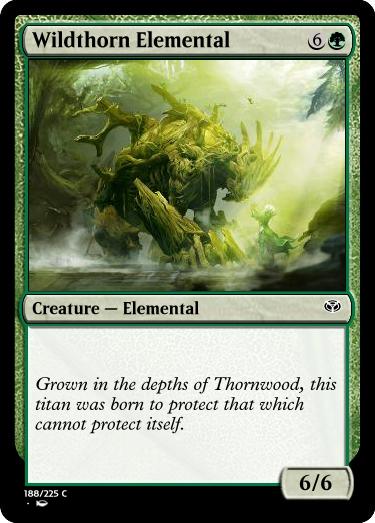 Wildthorn Elemental 6
Creature — Elemental
Grown in the depths of Thornwood, this
titan was born to protect that which
cannot protect itself.
6/6
188/225 C